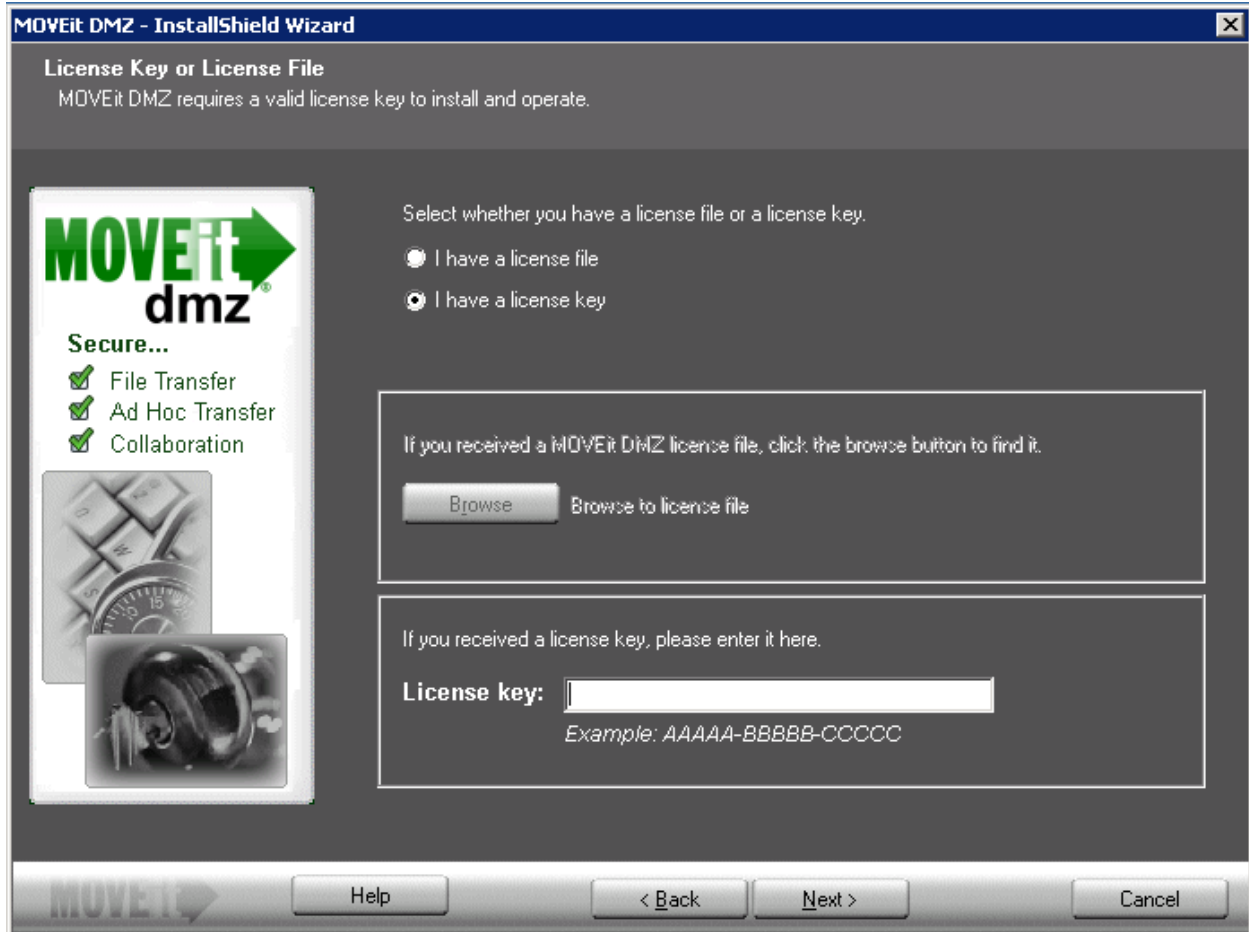 MOVEit DMZ - InstallShield Wizard
License Key or License File
MOVEit DMZ requires a valid license key to install and operate.
MOVEit
dmz®
Secure...
File Transfer
Ad Hoc Transfer
Collaboration
Select whether you have a license file or a license key.
I have a license file
I have a license key
If you received a MOVEit DMZ license file, click the browse button to find it.
Browse Browse to license file
If you received a license key, please enter it here.
License key:
Example: AAAAA-BBBBB-CCCCC
MOVEit Help < Back Next > Cancel